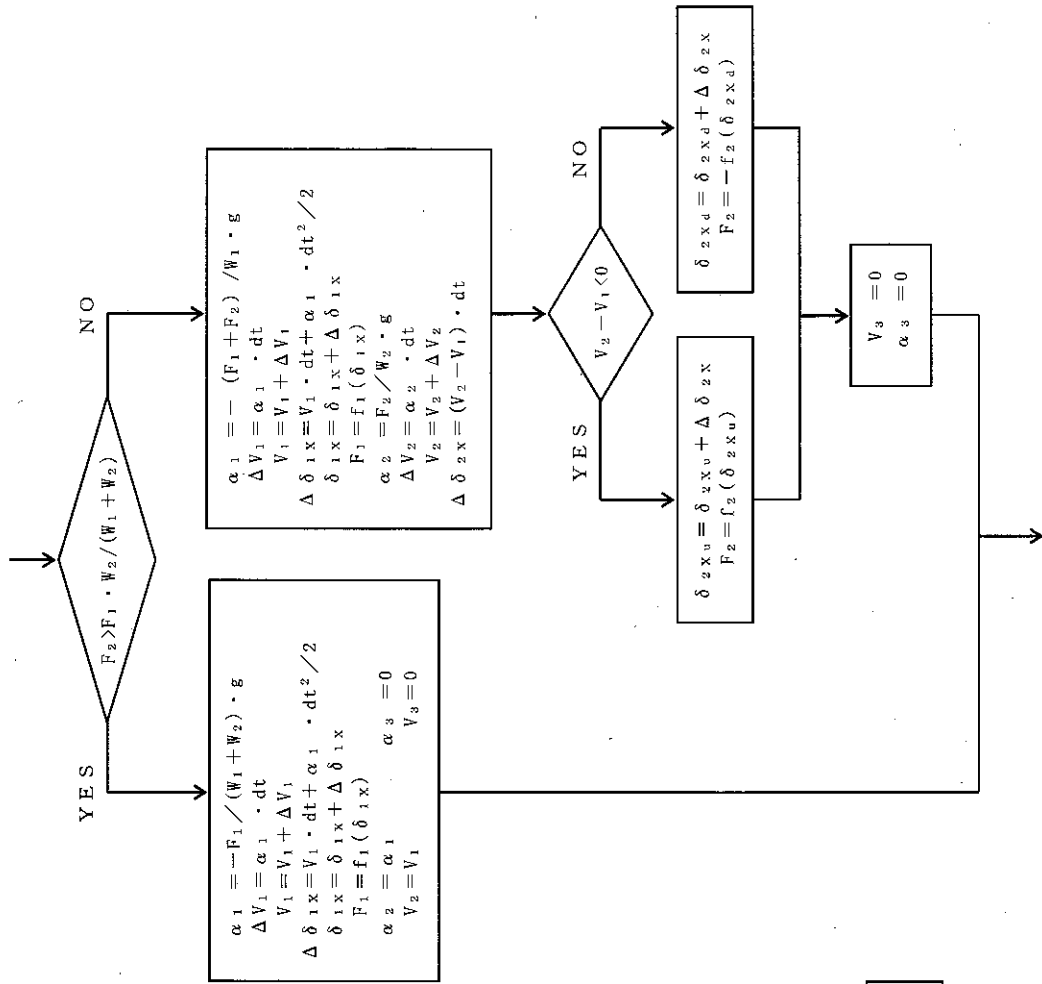 F₂>F₁・W₂/(W₁+W₂)
YES
NO
α₁=-F₁/(W₁+W₂)・g
ΔV₁=α₁・dt
V₁=V₁+ΔV₁
Δδ₁x=V₁・dt+α₁・dt²/2
δ₁x=δ₁x+Δδ₁x
F₁=f₁(δ₁x)
α₂=α₁ α₃=0
V₂=V₁ V₃=0
α₁=-(F₁+F₂)/W₁・g
ΔV₁=α₁・dt
V₁=V₁+ΔV₁
Δδ₁x=V₁・dt+α₁・dt²/2
δ₁x=δ₁x+Δδ₁x
F₁=f₁(δ₁x)
α₂=F₂/W₂・g
ΔV₂=α₂・dt
V₂=V₂+ΔV₂
Δδ₂x=(V₂-V₁)・dt
V₂-V₁<0
YES
NO
δ₂xu=δ₂xu+Δδ₂x
F₂=f₂(δ₂xu)
δ₂xd=δ₂xd+Δδ₂x
F₂=-f₂(δ₂xd)
V₃=0
α₃=0